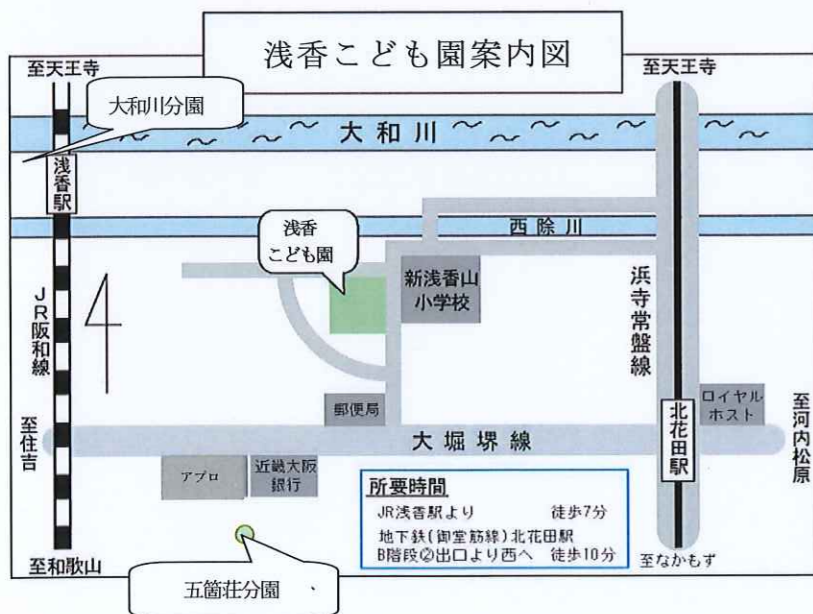 浅香こども園案内図
至天王寺
至天王寺
大和川分園
大和川
浅香駅
西除川
浅香
こども園
新浅香山
小学校
JR阪和線
浜寺常盤線
郵便局
ロイヤル
ホスト
至住吉
大堀堺線
北花田駅
至河内松原
アプロ
近畿大阪
銀行
所要時間
JR浅香駅より 徒歩7分
地下鉄(御堂筋線)北花田駅
B階段②出口より西へ 徒歩10分
至和歌山
至なかもず
五箇荘分園